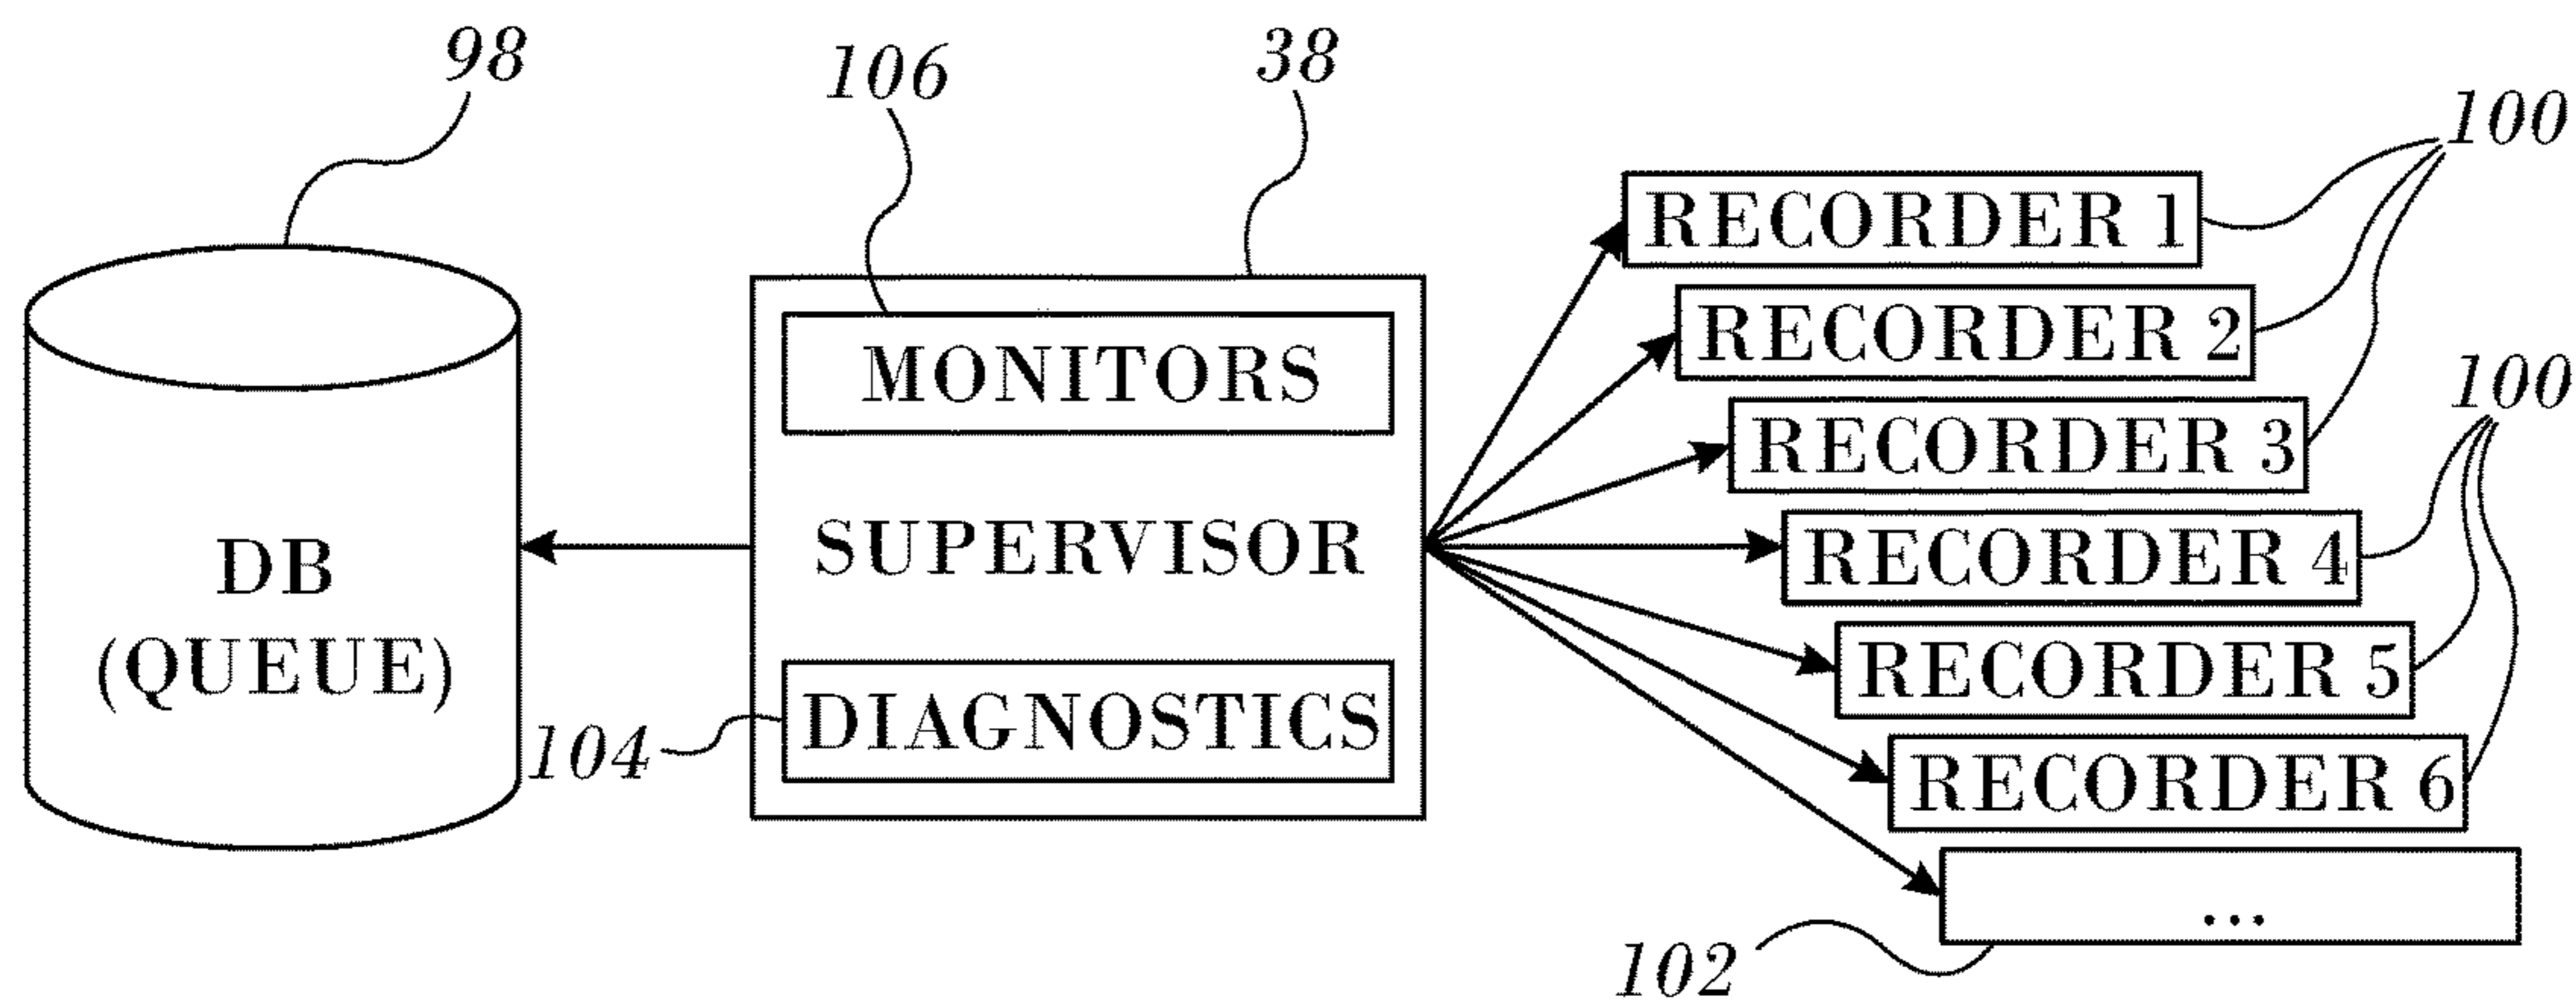 98
106
38
100
RECORDER 1
RECORDER 2
100
MONITORS
RECORDER 3
SUPERVISOR
RECORDER 4
DB
(QUEUE)
RECORDER 5
104
DIAGNOSTICS
RECORDER 6
...
102